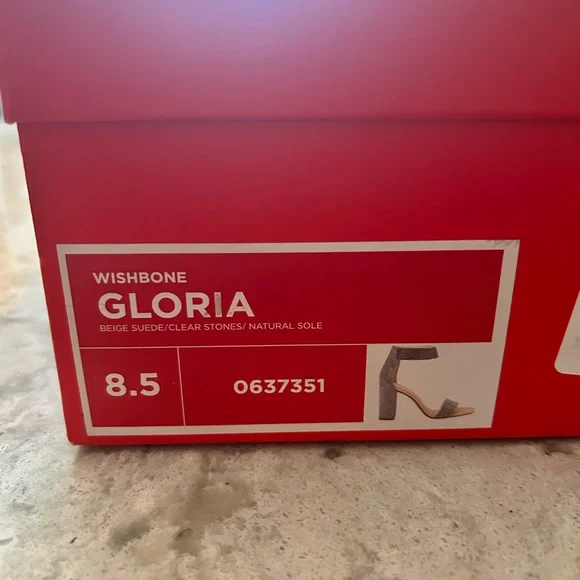 WISHBONE
GLORIA
BEIGE SUEDE/CLEAR STONES/ NATURAL SOLE
8.5
0637351